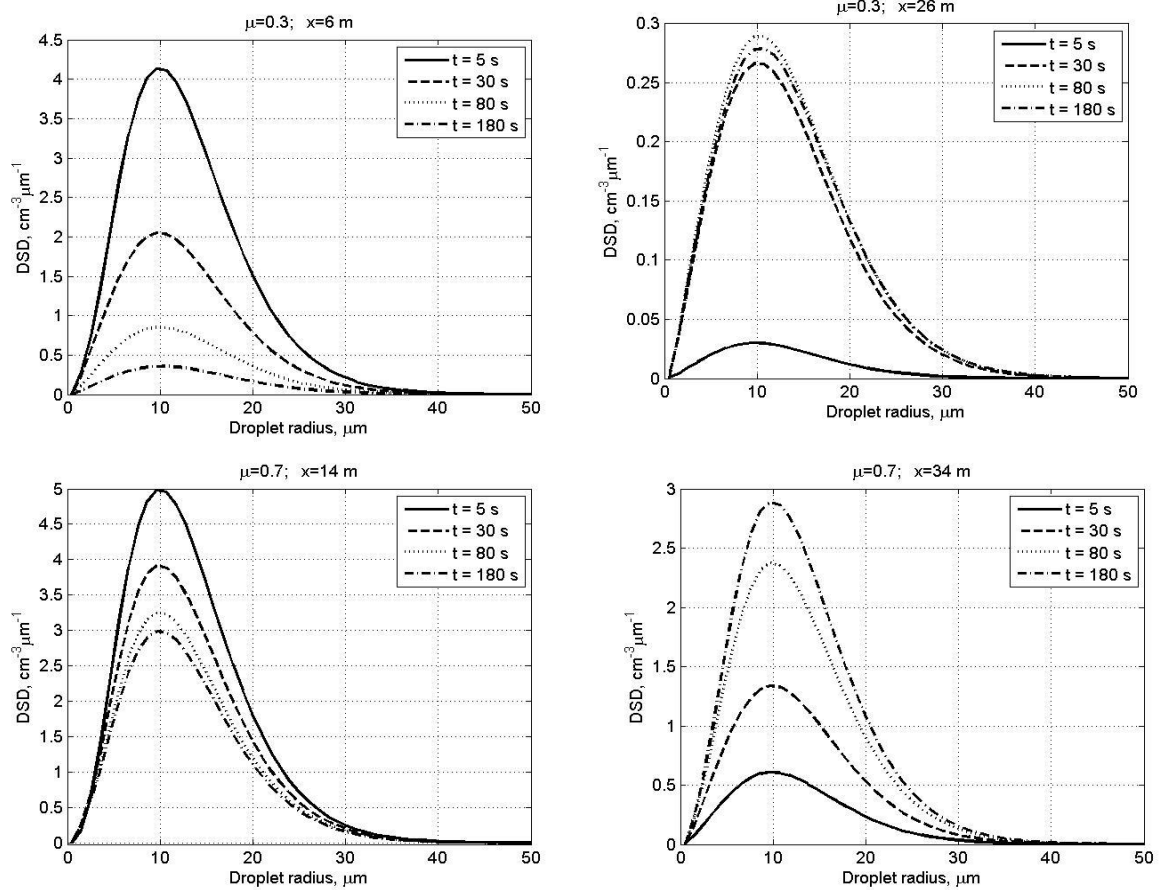 μ=0.3; x=6 m
4.5
4
3.5
3
2.5
2
1.5
1
0.5
0
DSD, cm⁻³μm⁻¹
t = 5 s
t = 30 s
t = 80 s
t = 180 s
0 10 20 30 40 50
Droplet radius, μm
μ=0.3; x=26 m
0.3
0.25
0.2
0.15
0.1
0.05
0
DSD, cm⁻³μm⁻¹
t = 5 s
t = 30 s
t = 80 s
t = 180 s
0 10 20 30 40 50
Droplet radius, μm
μ=0.7; x=14 m
5
4.5
4
3.5
3
2.5
2
1.5
1
0.5
0
DSD, cm⁻³μm⁻¹
t = 5 s
t = 30 s
t = 80 s
t = 180 s
0 10 20 30 40 50
Droplet radius, μm
μ=0.7; x=34 m
3
2.5
2
1.5
1
0.5
0
DSD, cm⁻³μm⁻¹
t = 5 s
t = 30 s
t = 80 s
t = 180 s
0 10 20 30 40 50
Droplet radius, μm